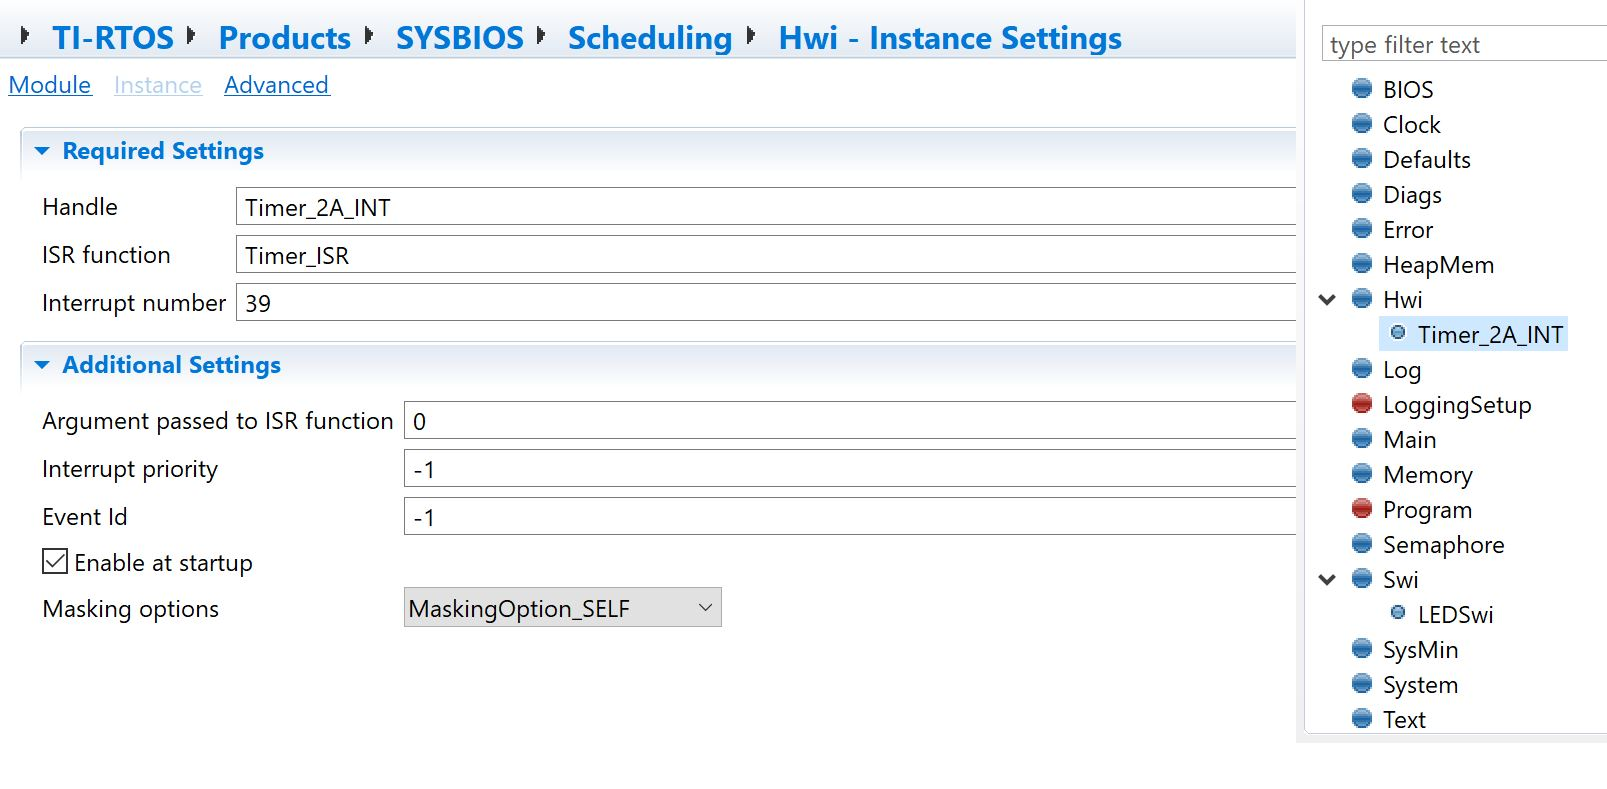 TI-RTOS Products SYSBIOS Scheduling Hwi - Instance Settings
Module Instance Advanced
Required Settings
Handle Timer_2A_INT
ISR function Timer_ISR
Interrupt number 39
Additional Settings
Argument passed to ISR function 0
Interrupt priority -1
Event Id -1
Enable at startup
Masking options MaskingOption_SELF
type filter text
BIOS
Clock
Defaults
Diags
Error
HeapMem
Hwi
Timer_2A_INT
Log
LoggingSetup
Main
Memory
Program
Semaphore
Swi
LEDSwi
SysMin
System
Text